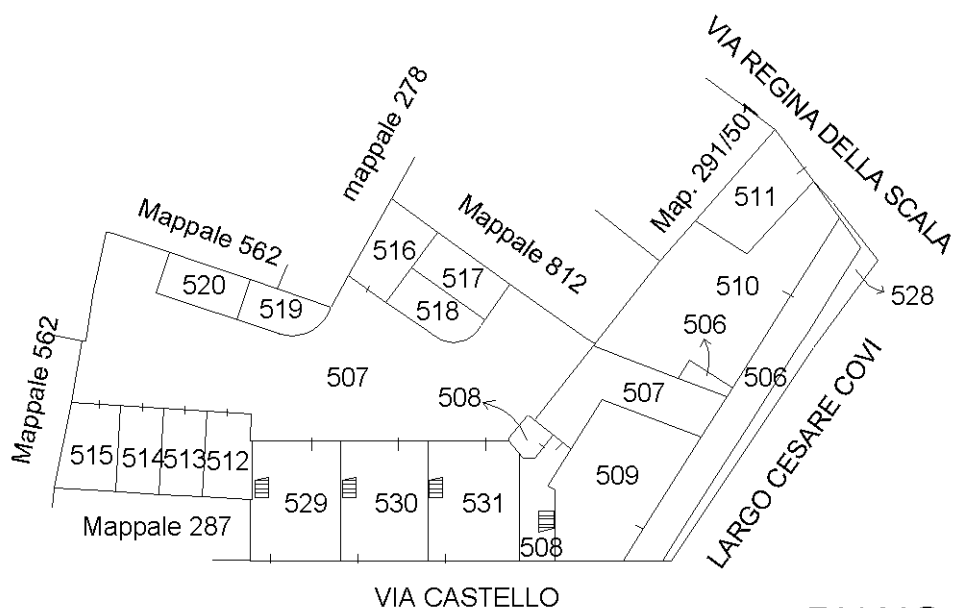 VIA REGINA DELLA SCALA
mappale 278
Map. 291/501
511
Mappale 562
Mappale 812
516
517
520
519
518
510
528
506
Mappale 562
507
506
507
508
515
514
513
512
509
LARGO CESARE COVI
529
530
531
Mappale 287
508
VIA CASTELLO